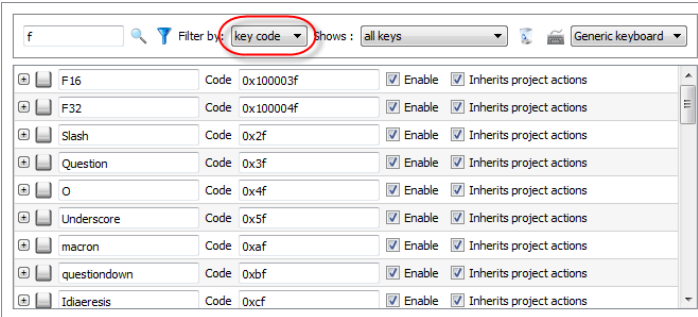 f Filter by: key code Shows : all keys Generic keyboard
F16 Code 0x100003f Enable Inherits project actions
F32 Code 0x100004f Enable Inherits project actions
Slash Code 0x2f Enable Inherits project actions
Question Code 0x3f Enable Inherits project actions
O Code 0x4f Enable Inherits project actions
Underscore Code 0x5f Enable Inherits project actions
macron Code 0xaf Enable Inherits project actions
questiondown Code 0xbf Enable Inherits project actions
Idiaeresis Code 0xcf Enable Inherits project actions